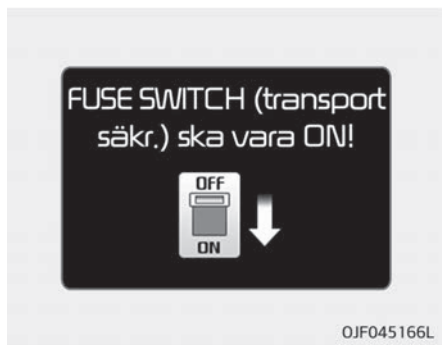 FUSE SWITCH (transport
säkr.) ska vara ON!
OFF
ON
OJF045166L